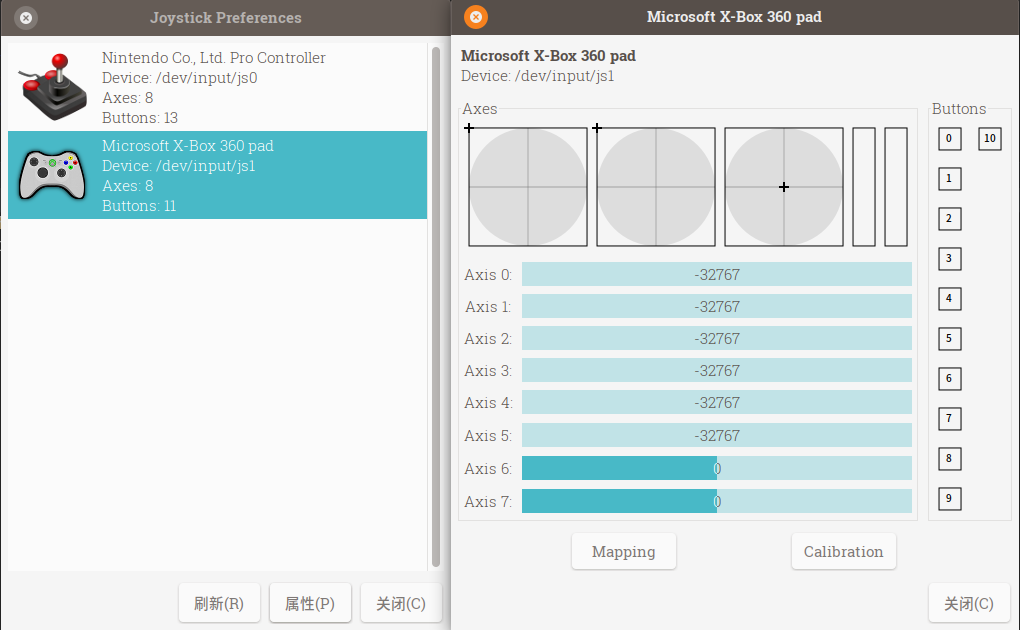 Joystick Preferences
Nintendo Co., Ltd. Pro Controller
Device: /dev/input/js0
Axes: 8
Buttons: 13
Microsoft X-Box 360 pad
Device: /dev/input/js1
Axes: 8
Buttons: 11
刷新(R)
属性(P)
关闭(C)
Microsoft X-Box 360 pad
Microsoft X-Box 360 pad
Device: /dev/input/js1
Axes
Axis 0: -32767
Axis 1: -32767
Axis 2: -32767
Axis 3: -32767
Axis 4: -32767
Axis 5: -32767
Axis 6: 0
Axis 7: 0
Buttons
0 10
1
2
3
4
5
6
7
8
9
Mapping
Calibration
关闭(C)